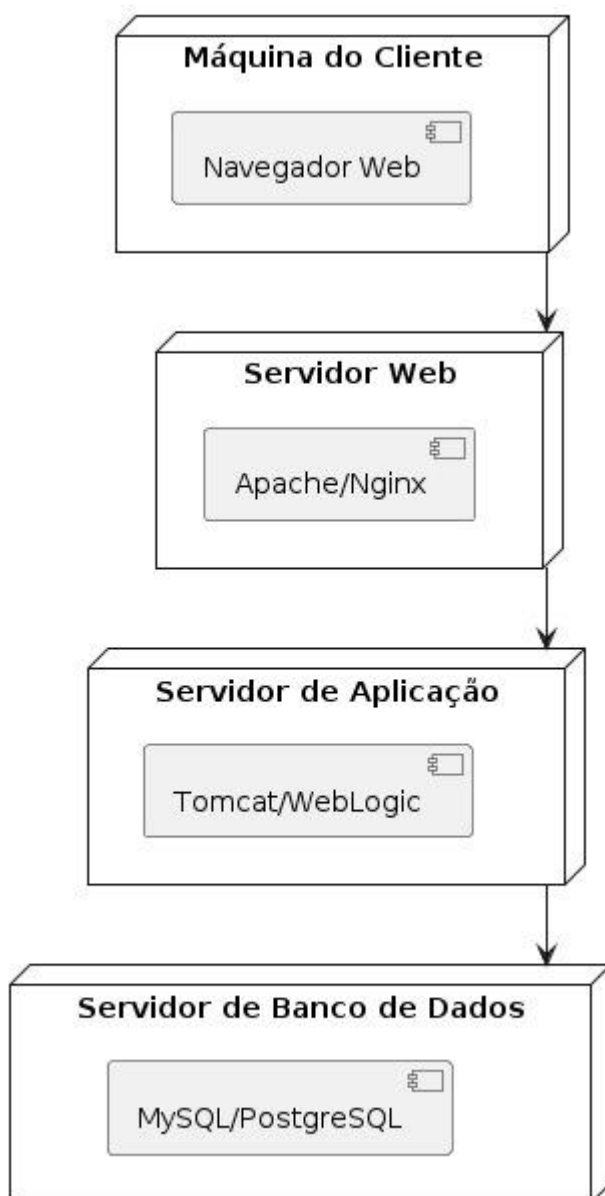 Máquina do Cliente
Navegador Web
Servidor Web
Apache/Nginx
Servidor de Aplicação
Tomcat/WebLogic
Servidor de Banco de Dados
MySQL/PostgreSQL